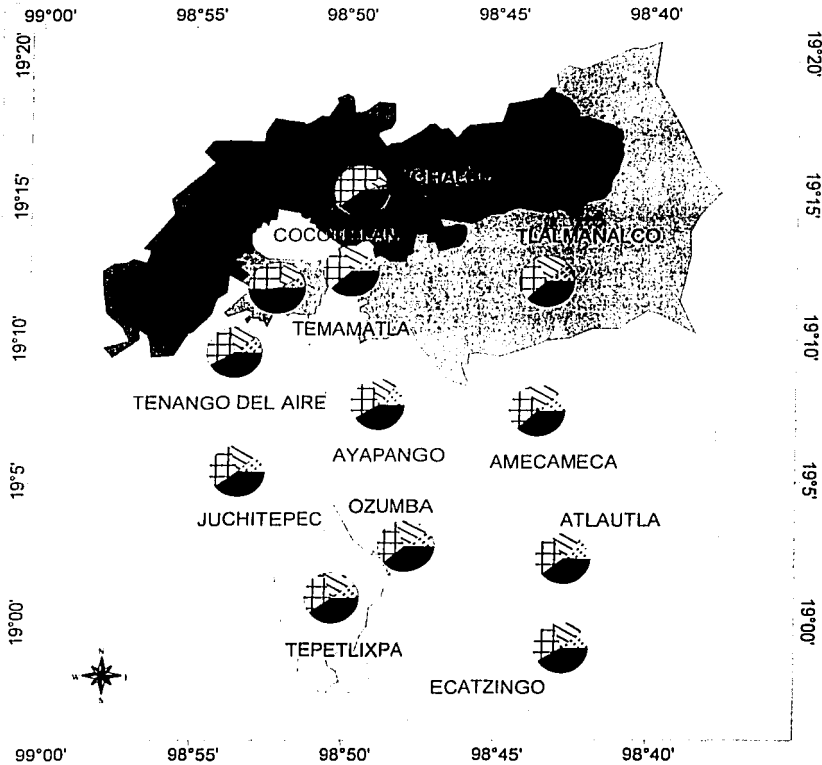 99°00' 98°55' 98°50' 98°45' 98°40'
19°20' 19°20'
19°15' 19°15'
TLALMANALCO
TEMAMATLA
19°10' 19°10'
TENANGO DEL AIRE
AYAPANGO
AMECAMECA
19°5' 19°5'
OZUMBA
JUCHITEPEC
ATLAUTLA
19°00' 19°00'
TEPETLIXPA
N
W
S
ECATZINGO
99°00' 98°55' 98°50' 98°45' 98°40'